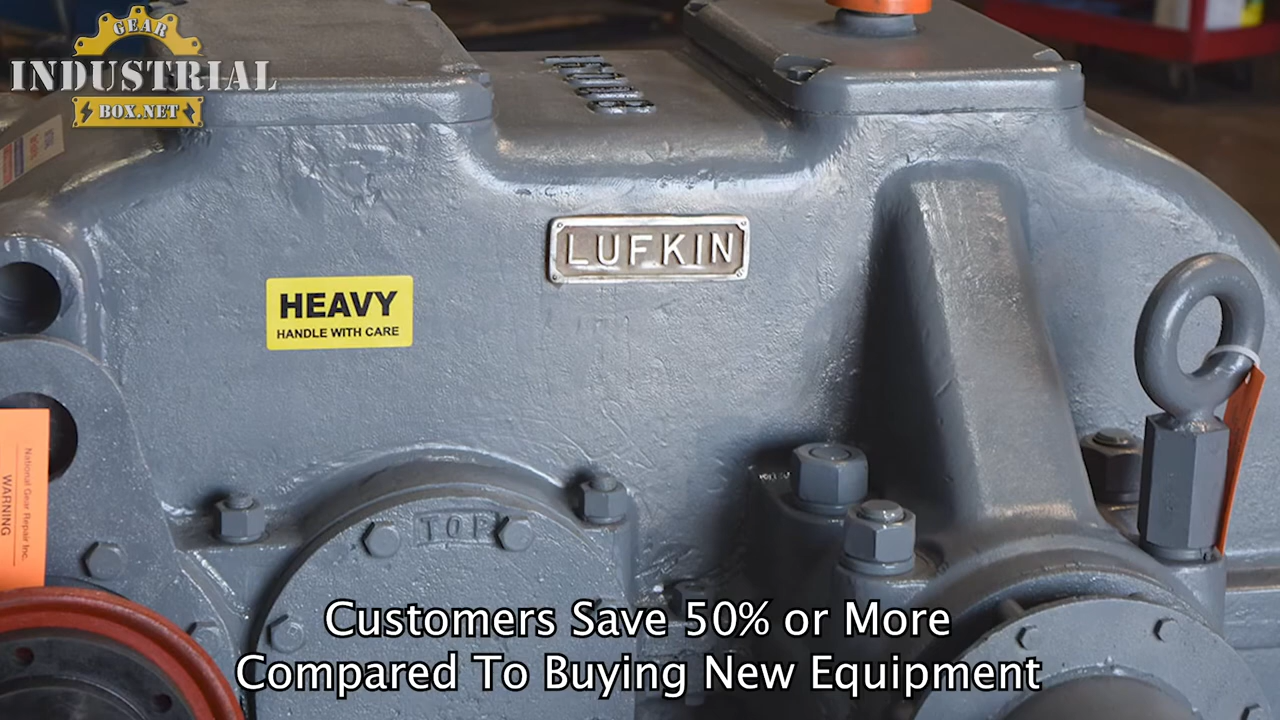 GEAR
INDUSTRIAL
BOX.NET
LUFKIN
HEAVY
HANDLE WITH CARE
National Gear Repair Inc.
WARNING
TOP
Customers Save 50% or More
Compared To Buying New Equipment